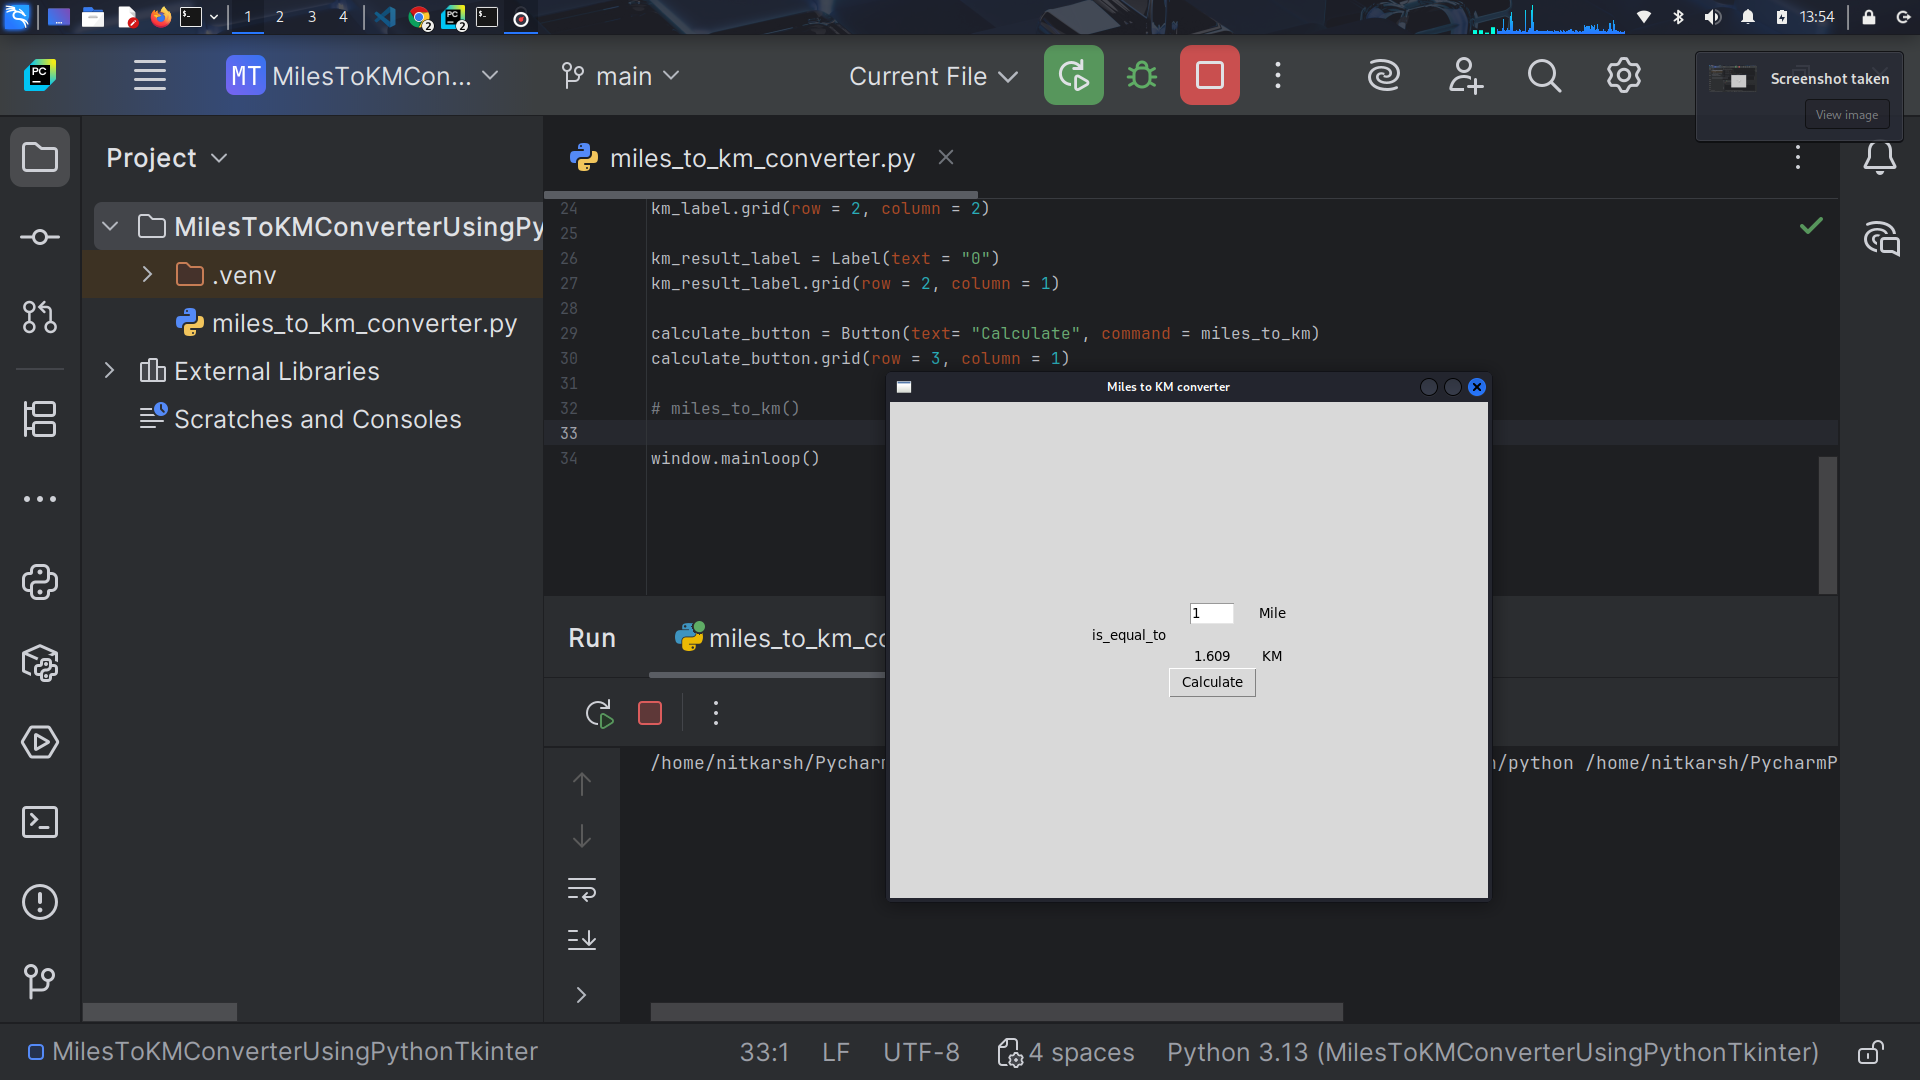 1 2 3 4 2 2 13:54
PC MT MilesToKMCon... main Current File
Screenshot taken
View image
Project
miles_to_km_converter.py
MilesToKMConverterUsingPy
.venv
miles_to_km_converter.py
External Libraries
Scratches and Consoles
24 km_label.grid(row = 2, column = 2)
25
26 km_result_label = Label(text = "0")
27 km_result_label.grid(row = 2, column = 1)
28
29 calculate_button = Button(text= "Calculate", command = miles_to_km)
30 calculate_button.grid(row = 3, column = 1)
31
32 # miles_to_km()
33
34 window.mainloop()
Miles to KM converter
1 Mile
is_equal_to
1.609 KM
Calculate
Run miles_to_km_co
/home/nitkarsh/Pycharm /python /home/nitkarsh/PycharmP
MilesToKMConverterUsingPythonTkinter 33:1 LF UTF-8 4 spaces Python 3.13 (MilesToKMConverterUsingPythonTkinter)